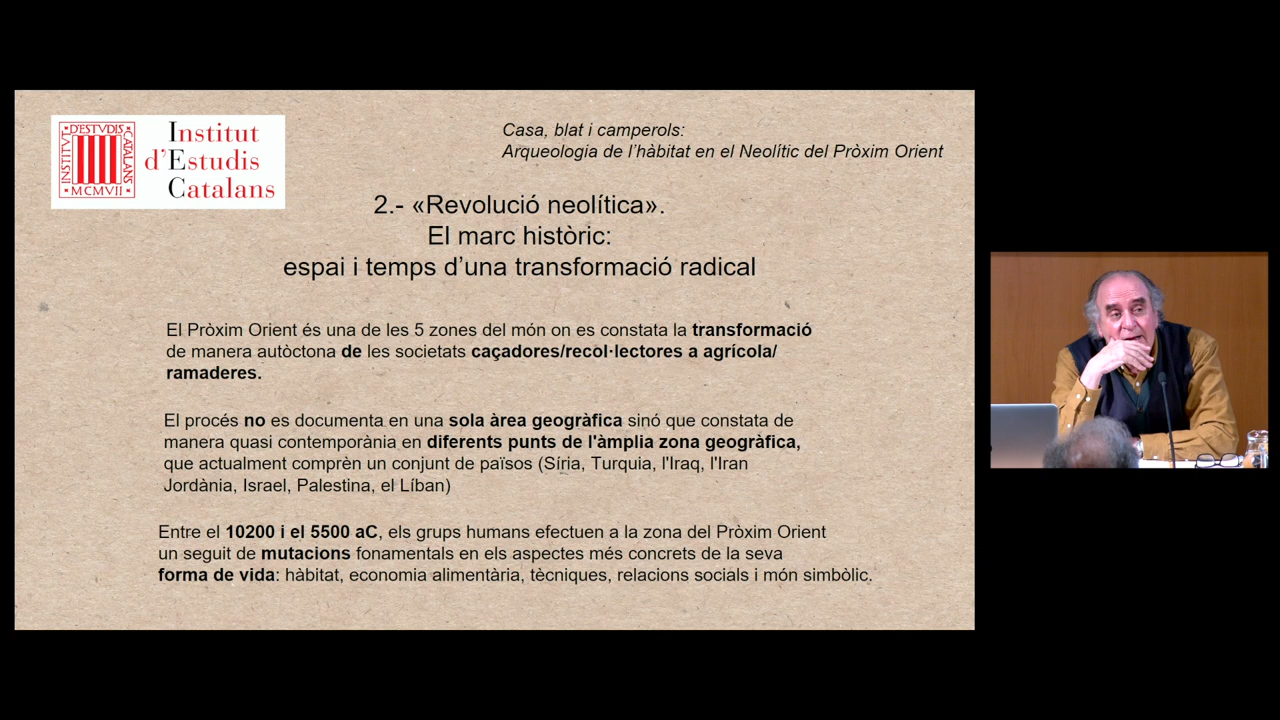 INSTITUT D'ESTVDIS CATALANS
MCMVII
Institut
d'Estudis
Catalans
Casa, blat i camperols:
Arqueologia de l'hàbitat en el Neolític del Pròxim Orient
2.- «Revolució neolítica».
El marc històric:
espai i temps d'una transformació radical
El Pròxim Orient és una de les 5 zones del món on es constata la transformació
de manera autòctona de les societats caçadores/recol·lectores a agrícola/
ramaderes.
El procés no es documenta en una sola àrea geogràfica sinó que constata de
manera quasi contemporània en diferents punts de l'àmplia zona geogràfica,
que actualment comprèn un conjunt de països (Síria, Turquia, l'Iraq, l'Iran
Jordània, Israel, Palestina, el Líban)
Entre el 10200 i el 5500 aC, els grups humans efectuen a la zona del Pròxim Orient
un seguit de mutacions fonamentals en els aspectes més concrets de la seva
forma de vida: hàbitat, economia alimentària, tècniques, relacions socials i món simbòlic.